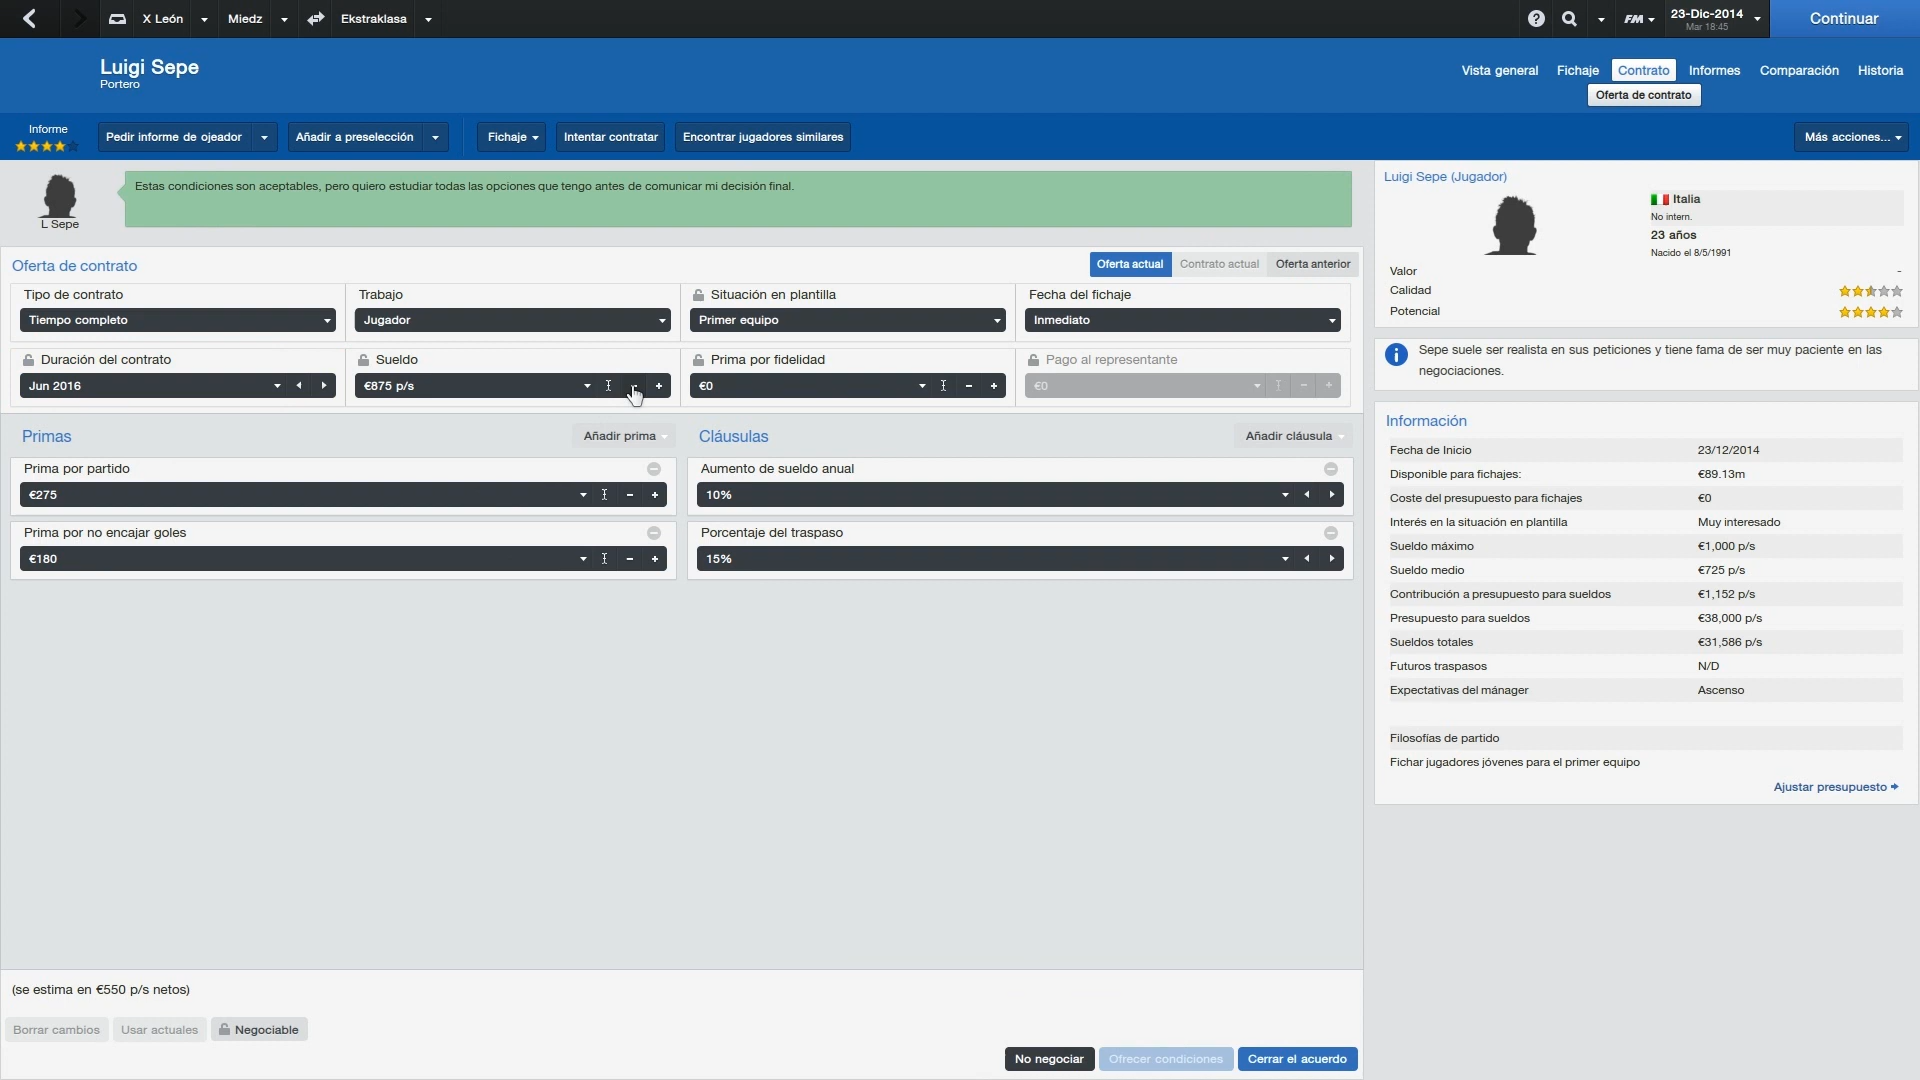 X León
Miedz
Ekstraklasa
FM
23-Dic-2014
Mar 18:45
Continuar
Luigi Sepe
Portero
Vista general
Fichaje
Contrato
Informes
Comparación
Historia
Oferta de contrato
Informe
Pedir informe de ojeador
Añadir a preselección
Fichaje
Intentar contratar
Encontrar jugadores similares
Más acciones...
L Sepe
Estas condiciones son aceptables, pero quiero estudiar todas las opciones que tengo antes de comunicar mi decisión final.
Oferta de contrato
Oferta actual
Contrato actual
Oferta anterior
Tipo de contrato
Tiempo completo
Trabajo
Jugador
Situación en plantilla
Primer equipo
Fecha del fichaje
Inmediato
Duración del contrato
Jun 2016
Sueldo
€875 p/s
Prima por fidelidad
€0
Pago al representante
€0
Primas
Añadir prima
Prima por partido
€275
Prima por no encajar goles
€180
Cláusulas
Añadir cláusula
Aumento de sueldo anual
10%
Porcentaje del traspaso
15%
(se estima en €550 p/s netos)
Borrar cambios
Usar actuales
Negociable
No negociar
Ofrecer condiciones
Cerrar el acuerdo
Luigi Sepe (Jugador)
Italia
No intern.
23 años
Nacido el 8/5/1991
Valor -
Calidad
Potencial
Sepe suele ser realista en sus peticiones y tiene fama de ser muy paciente en las
negociaciones.
Información
Fecha de Inicio 23/12/2014
Disponible para fichajes: €89.13m
Coste del presupuesto para fichajes €0
Interés en la situación en plantilla Muy interesado
Sueldo máximo €1,000 p/s
Sueldo medio €725 p/s
Contribución a presupuesto para sueldos €1,152 p/s
Presupuesto para sueldos €38,000 p/s
Sueldos totales €31,586 p/s
Futuros traspasos N/D
Expectativas del mánager Ascenso
Filosofías de partido
Fichar jugadores jóvenes para el primer equipo
Ajustar presupuesto